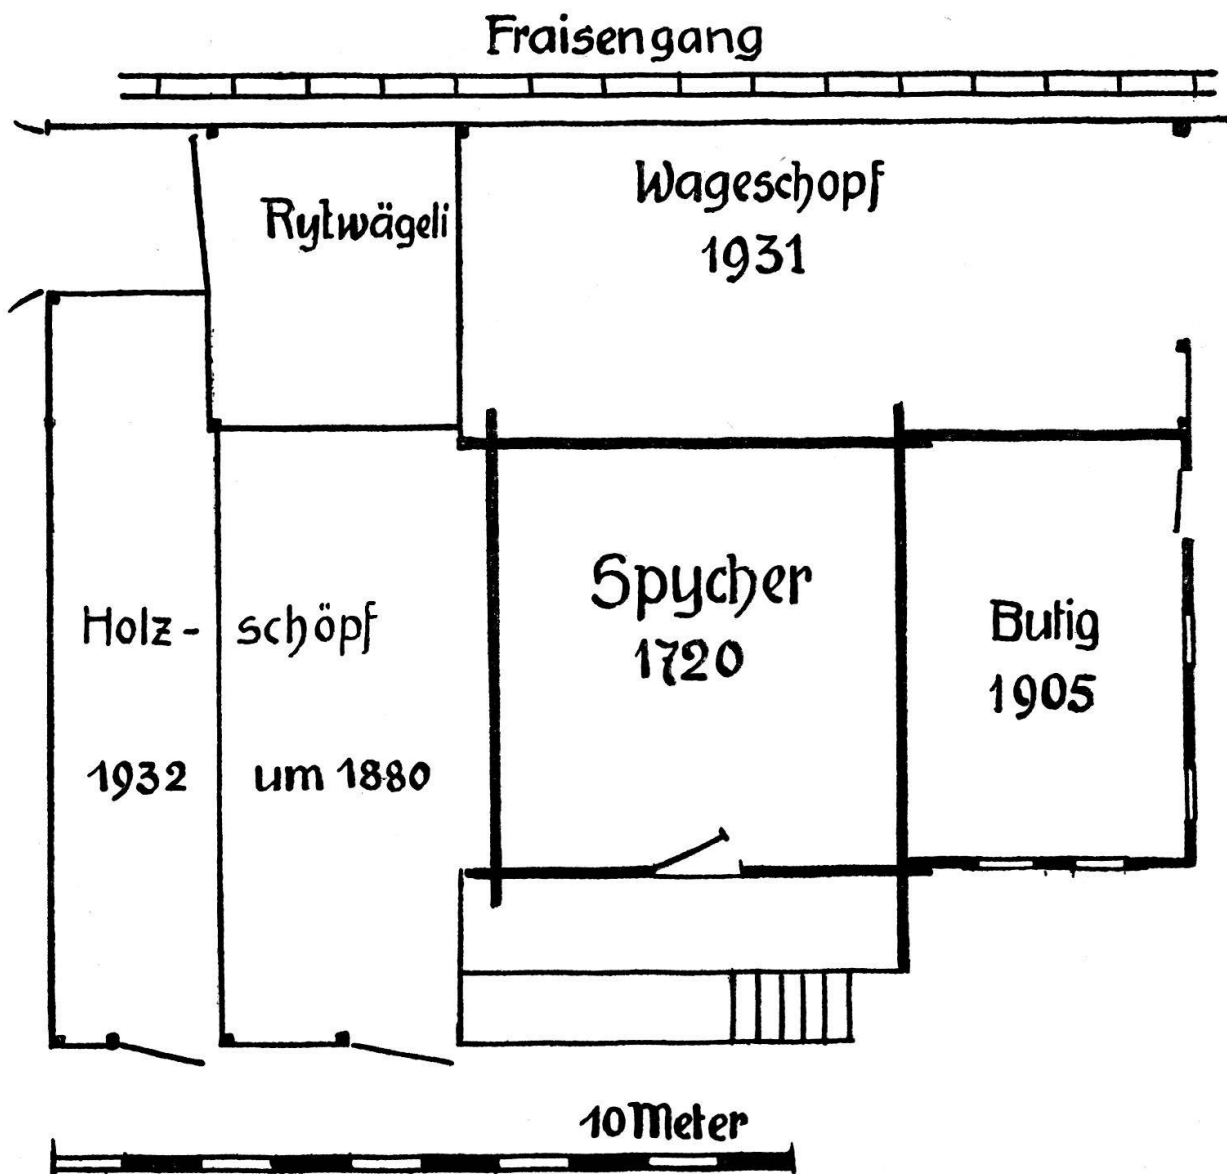 Fraisengang
Wageschopf
1931
Rytwägeli
Spycher
1720
Butig
1905
Holz- schöpf
1932 um 1880
10 Meter